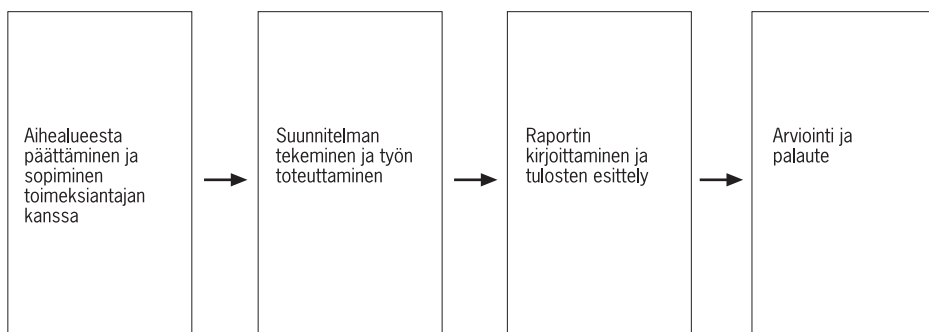 Aihealueesta
päättäminen ja
sopiminen
toimeksiantajan
kanssa
Suunnitelman
tekeminen ja työn
toteuttaminen
Raportin
kirjoittaminen ja
tulosten esittely
Arviointi ja
palaute